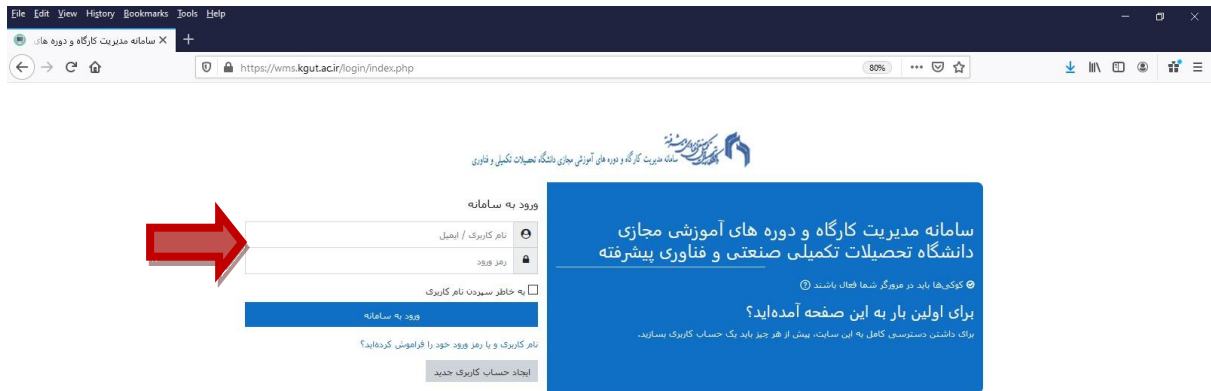 File Edit View History Bookmarks Tools Help
سامانه مدیریت کارگاه و دوره های
https://wms.kgut.ac.ir/login/index.php
80%
سامانه مدیریت کارگاه و دوره های آموزشی مجازی دانشگاه تحصیلات تکمیلی و فناوری
سامانه مدیریت کارگاه و دوره های آموزشی مجازی
دانشگاه تحصیلات تکمیلی صنعتی و فناوری پیشرفته
کوکی‌ها باید در مرورگر شما فعال باشند
برای اولین بار به این صفحه آمده‌اید؟
برای داشتن دسترسی کامل به این سایت، پیش از هر چیز باید یک حساب کاربری بسازید.
ورود به سامانه
نام کاربری / ایمیل
رمز ورود
به خاطر سپردن نام کاربری
ورود به سامانه
نام کاربری و یا رمز ورود خود را فراموش کرده‌اید؟
ایجاد حساب کاربری جدید